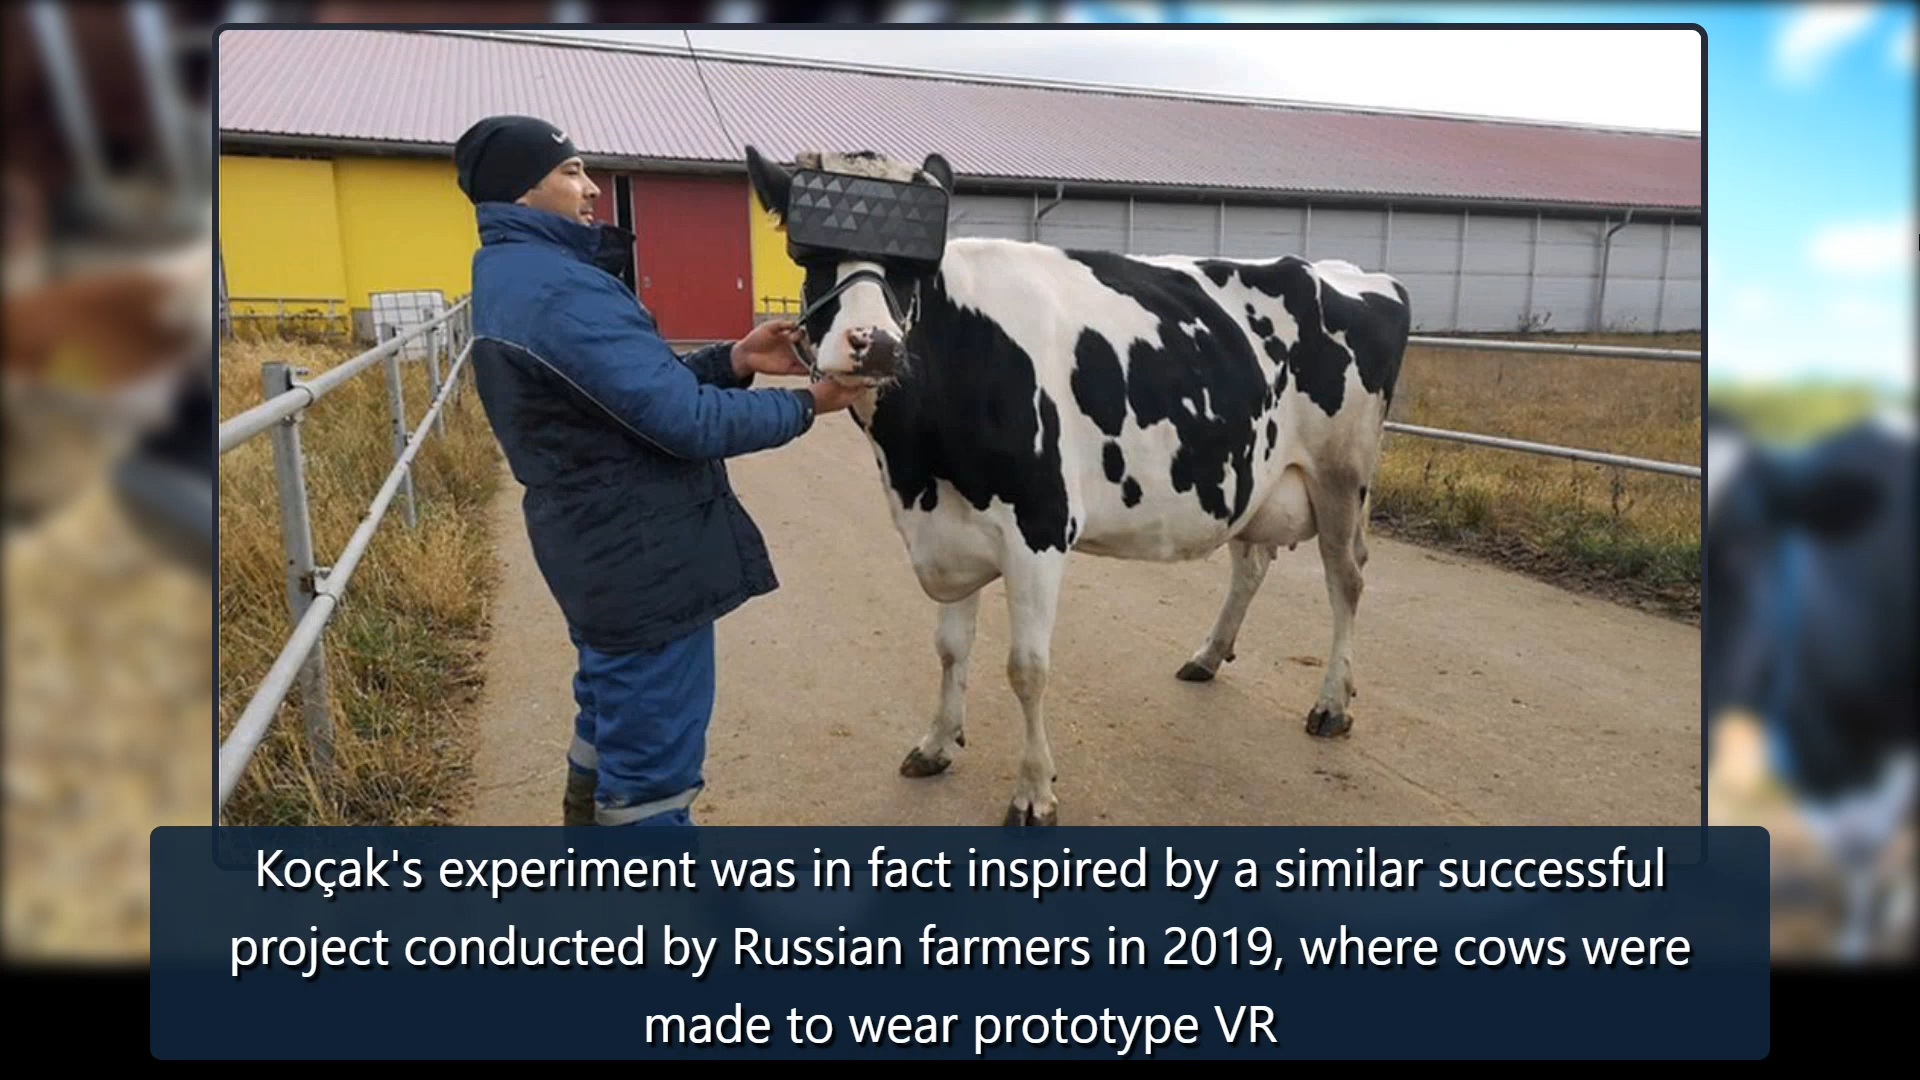 Koçak's experiment was in fact inspired by a similar successful
project conducted by Russian farmers in 2019, where cows were
made to wear prototype VR